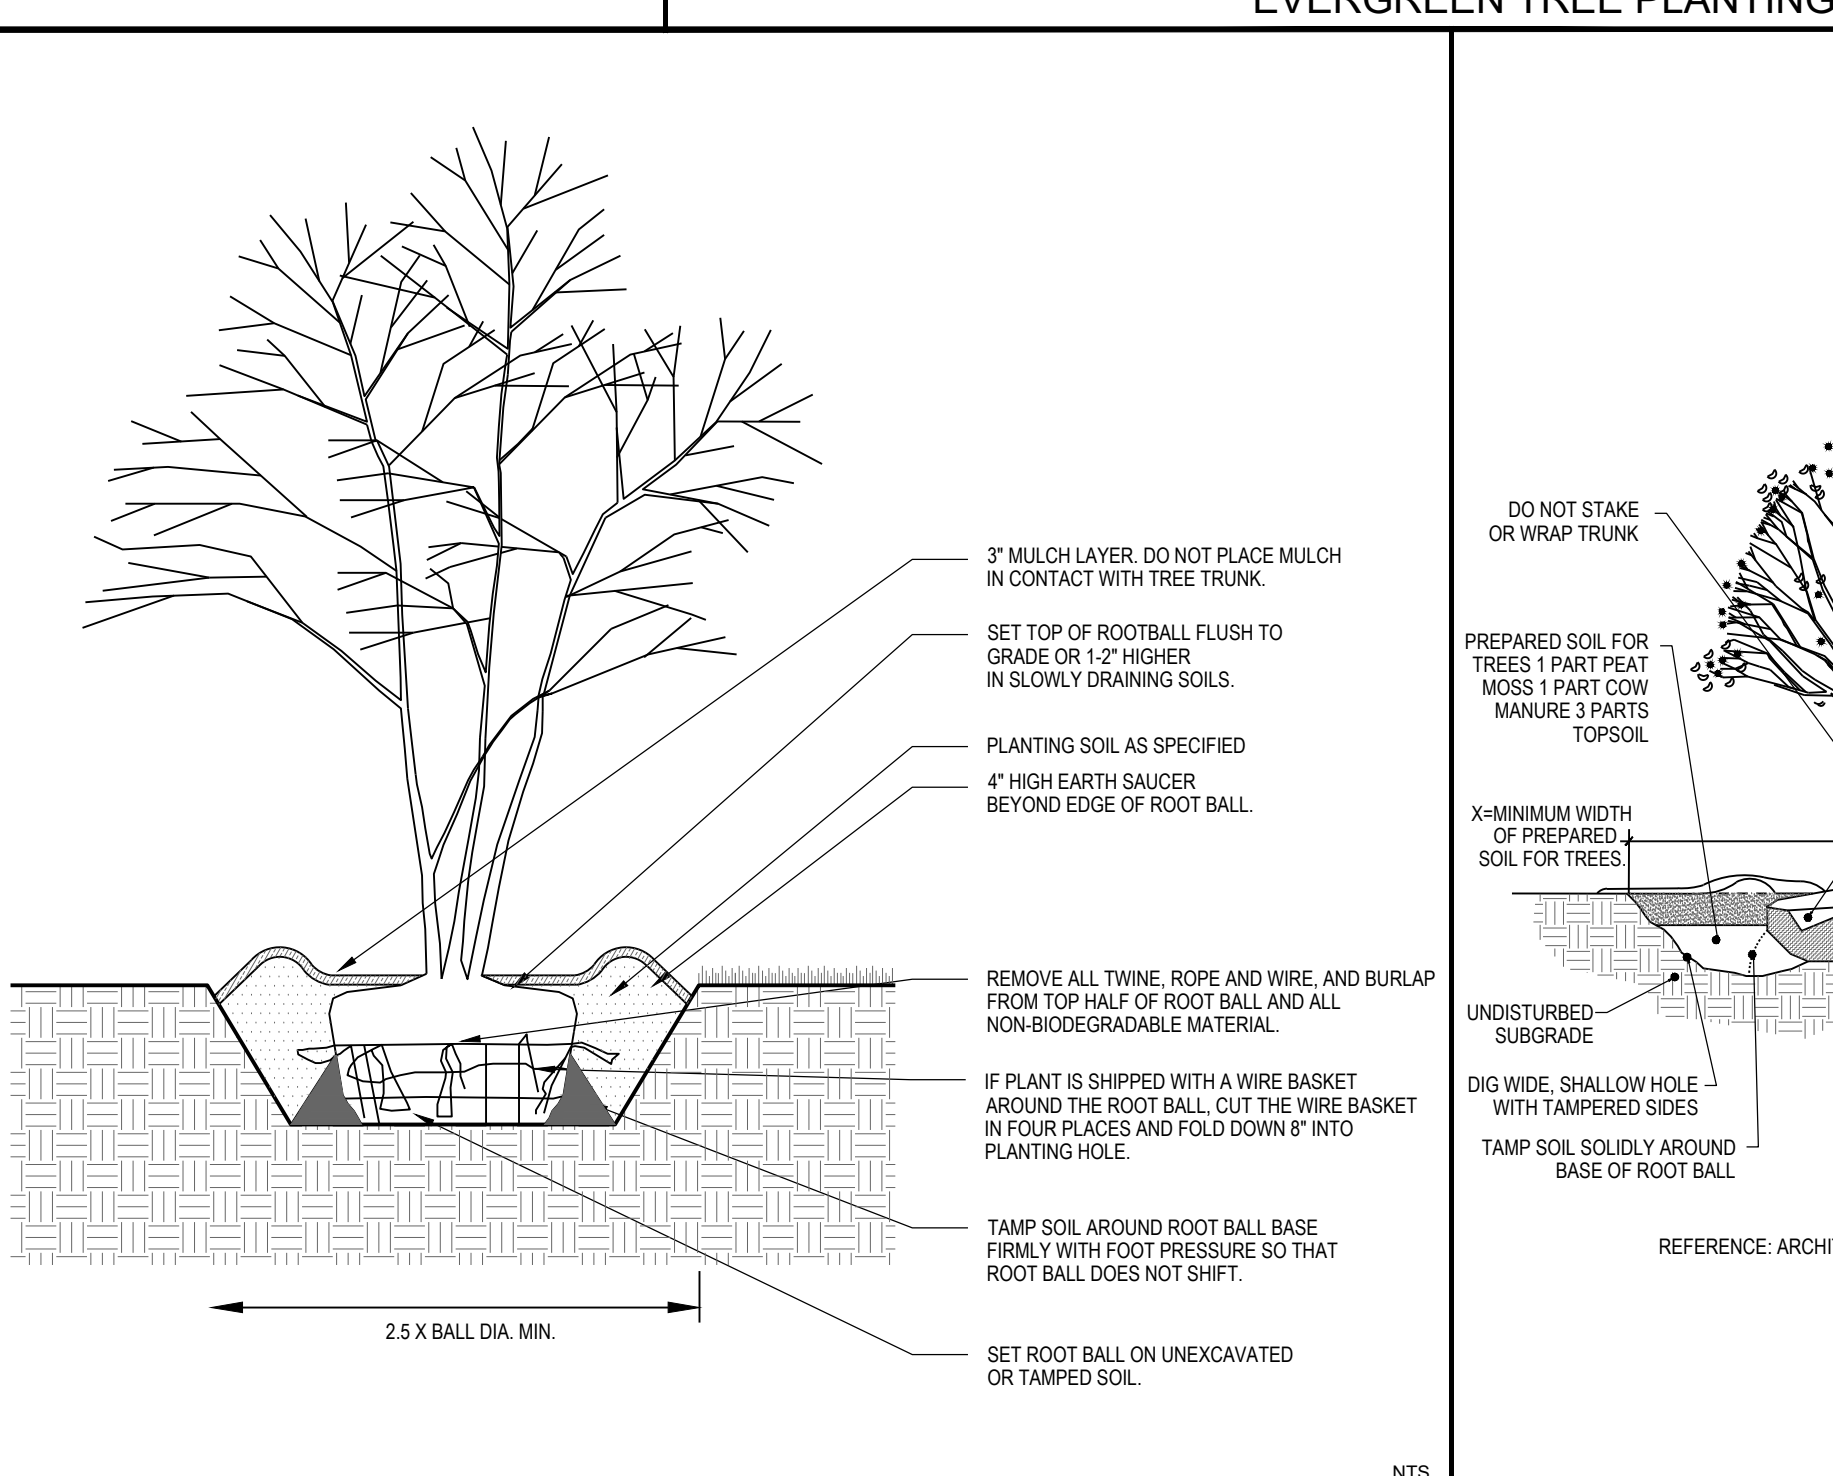 EVERGREEN TREE PLANTING
3" MULCH LAYER. DO NOT PLACE MULCH
IN CONTACT WITH TREE TRUNK.
SET TOP OF ROOTBALL FLUSH TO
GRADE OR 1-2" HIGHER
IN SLOWLY DRAINING SOILS.
PLANTING SOIL AS SPECIFIED
4" HIGH EARTH SAUCER
BEYOND EDGE OF ROOT BALL.
REMOVE ALL TWINE, ROPE AND WIRE, AND BURLAP
FROM TOP HALF OF ROOT BALL AND ALL
NON-BIODEGRADABLE MATERIAL.
IF PLANT IS SHIPPED WITH A WIRE BASKET
AROUND THE ROOT BALL, CUT THE WIRE BASKET
IN FOUR PLACES AND FOLD DOWN 8" INTO
PLANTING HOLE.
TAMP SOIL AROUND ROOT BALL BASE
FIRMLY WITH FOOT PRESSURE SO THAT
ROOT BALL DOES NOT SHIFT.
2.5 X BALL DIA. MIN.
SET ROOT BALL ON UNEXCAVATED
OR TAMPED SOIL.
NTS
DO NOT STAKE
OR WRAP TRUNK
PREPARED SOIL FOR
TREES 1 PART PEAT
MOSS 1 PART COW
MANURE 3 PARTS
TOPSOIL
X=MINIMUM WIDTH
OF PREPARED
SOIL FOR TREES.
UNDISTURBED
SUBGRADE
DIG WIDE, SHALLOW HOLE
WITH TAMPERED SIDES
TAMP SOIL SOLIDLY AROUND
BASE OF ROOT BALL
REFERENCE: ARCHI